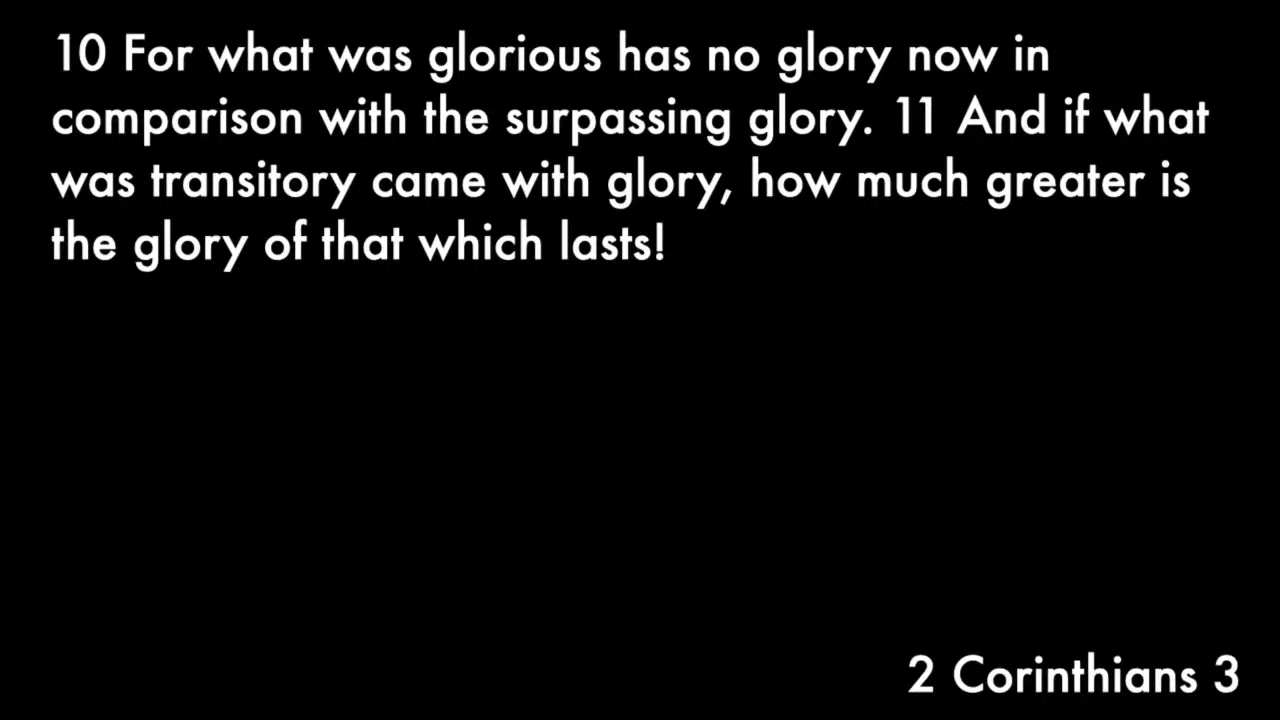 10 For what was glorious has no glory now in
comparison with the surpassing glory. 11 And if what
was transitory came with glory, how much greater is
the glory of that which lasts!
2 Corinthians 3